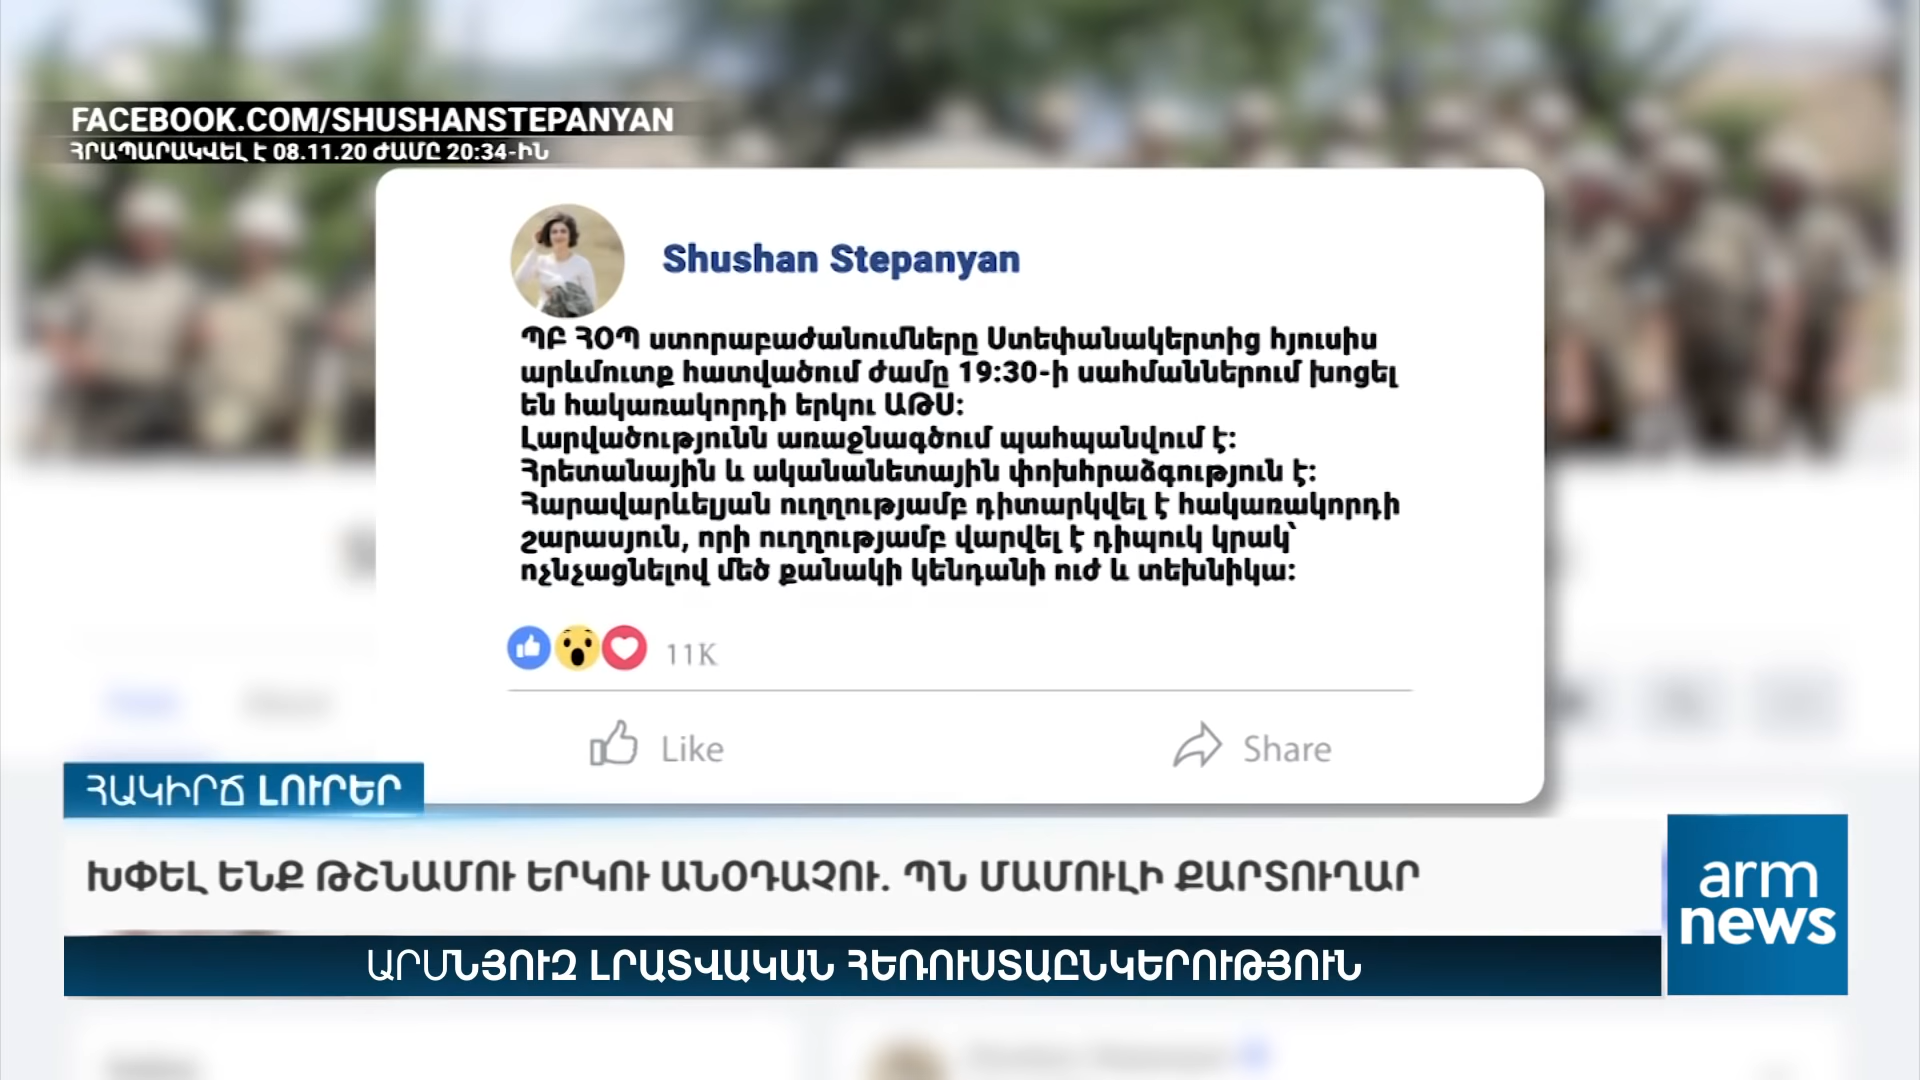 FACEBOOK.COM/SHUSHANSTEPANYAN
ՀՐԱՊԱՐԱԿՎԵԼ Է 08.11.20 ԺԱՄԸ 20:34-ԻՆ
Shushan Stepanyan
ՊԲ ՀՕՊ ստորաբաժանումները Ստեփանակերտից հյուսիս
արևմուտք հատվածում ժամը 19:30-ի սահմաններում խոցել
են հակառակորդի երկու ԱԹՍ:
Լարվածությունն առաջնագծում պահպանվում է:
Հրետանային և ականանետային փոխհրաձգություն է:
Հարավարևելյան ուղղությամբ դիտարկվել է հակառակորդի
շարասյուն, որի ուղղությամբ վարվել է դիպուկ կրակ՝
ոչնչացնելով մեծ քանակի կենդանի ուժ և տեխնիկա:
11K
Like
Share
ՀԱԿԻՐՃ ԼՈՒՐԵՐ
ԽՓԵԼ ԵՆՔ ԹՇՆԱՄՈՒ ԵՐԿՈՒ ԱՆՕԴԱՉՈՒ. ՊՆ ՄԱՄՈՒԼԻ ՔԱՐՏՈՒՂԱՐ
arm
news
ԱՐՄՆՅՈՒԶ ԼՐԱՏՎԱԿԱՆ ՀԵՌՈՒՍՏԱԸՆԿԵՐՈՒԹՅՈՒՆ